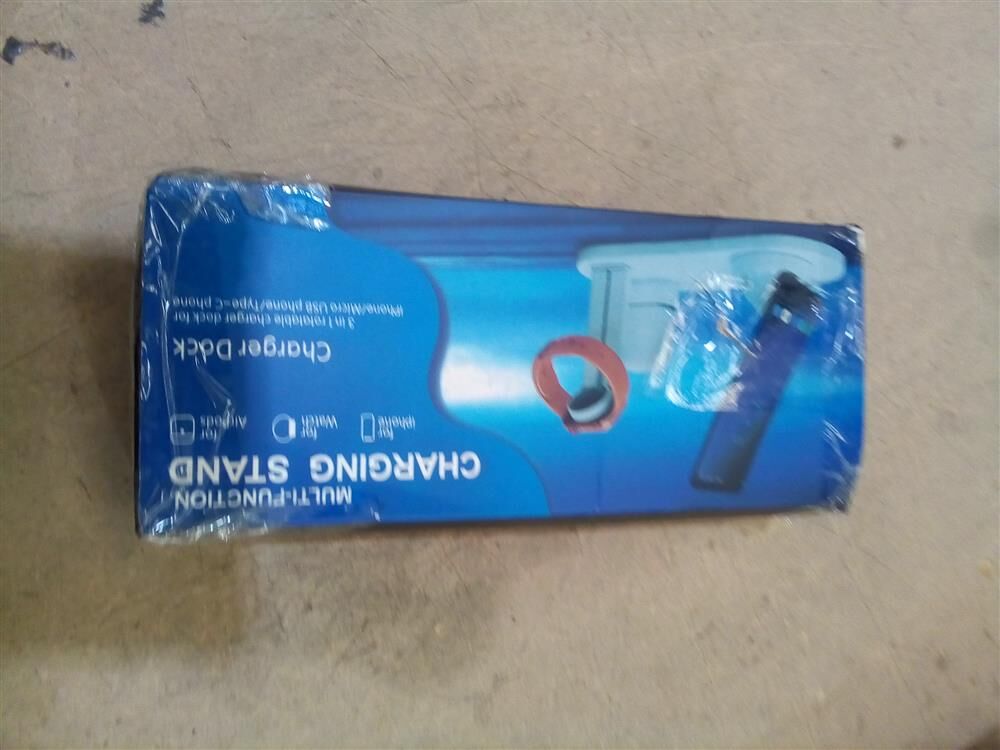 MULTI-FUNCTION
CHARGING STAND
for iphone
for Watch
for Airpods
Charger Dock
3 in 1 rotatable charger dock for
iPhone/Micro USB phone/Type-C phone